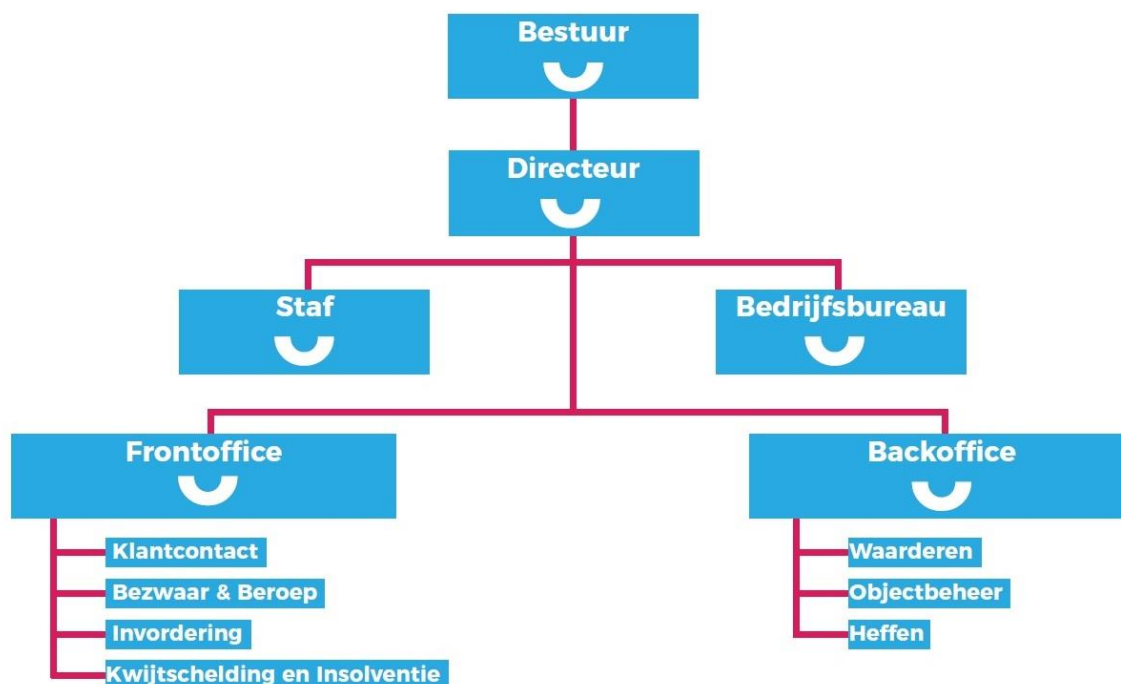 Bestuur
Directeur
Staf
Bedrijfsbureau
Frontoffice
Klantcontact
Bezwaar & Beroep
Invordering
Kwijtschelding en Insolventie
Backoffice
Waarderen
Objectbeheer
Heffen